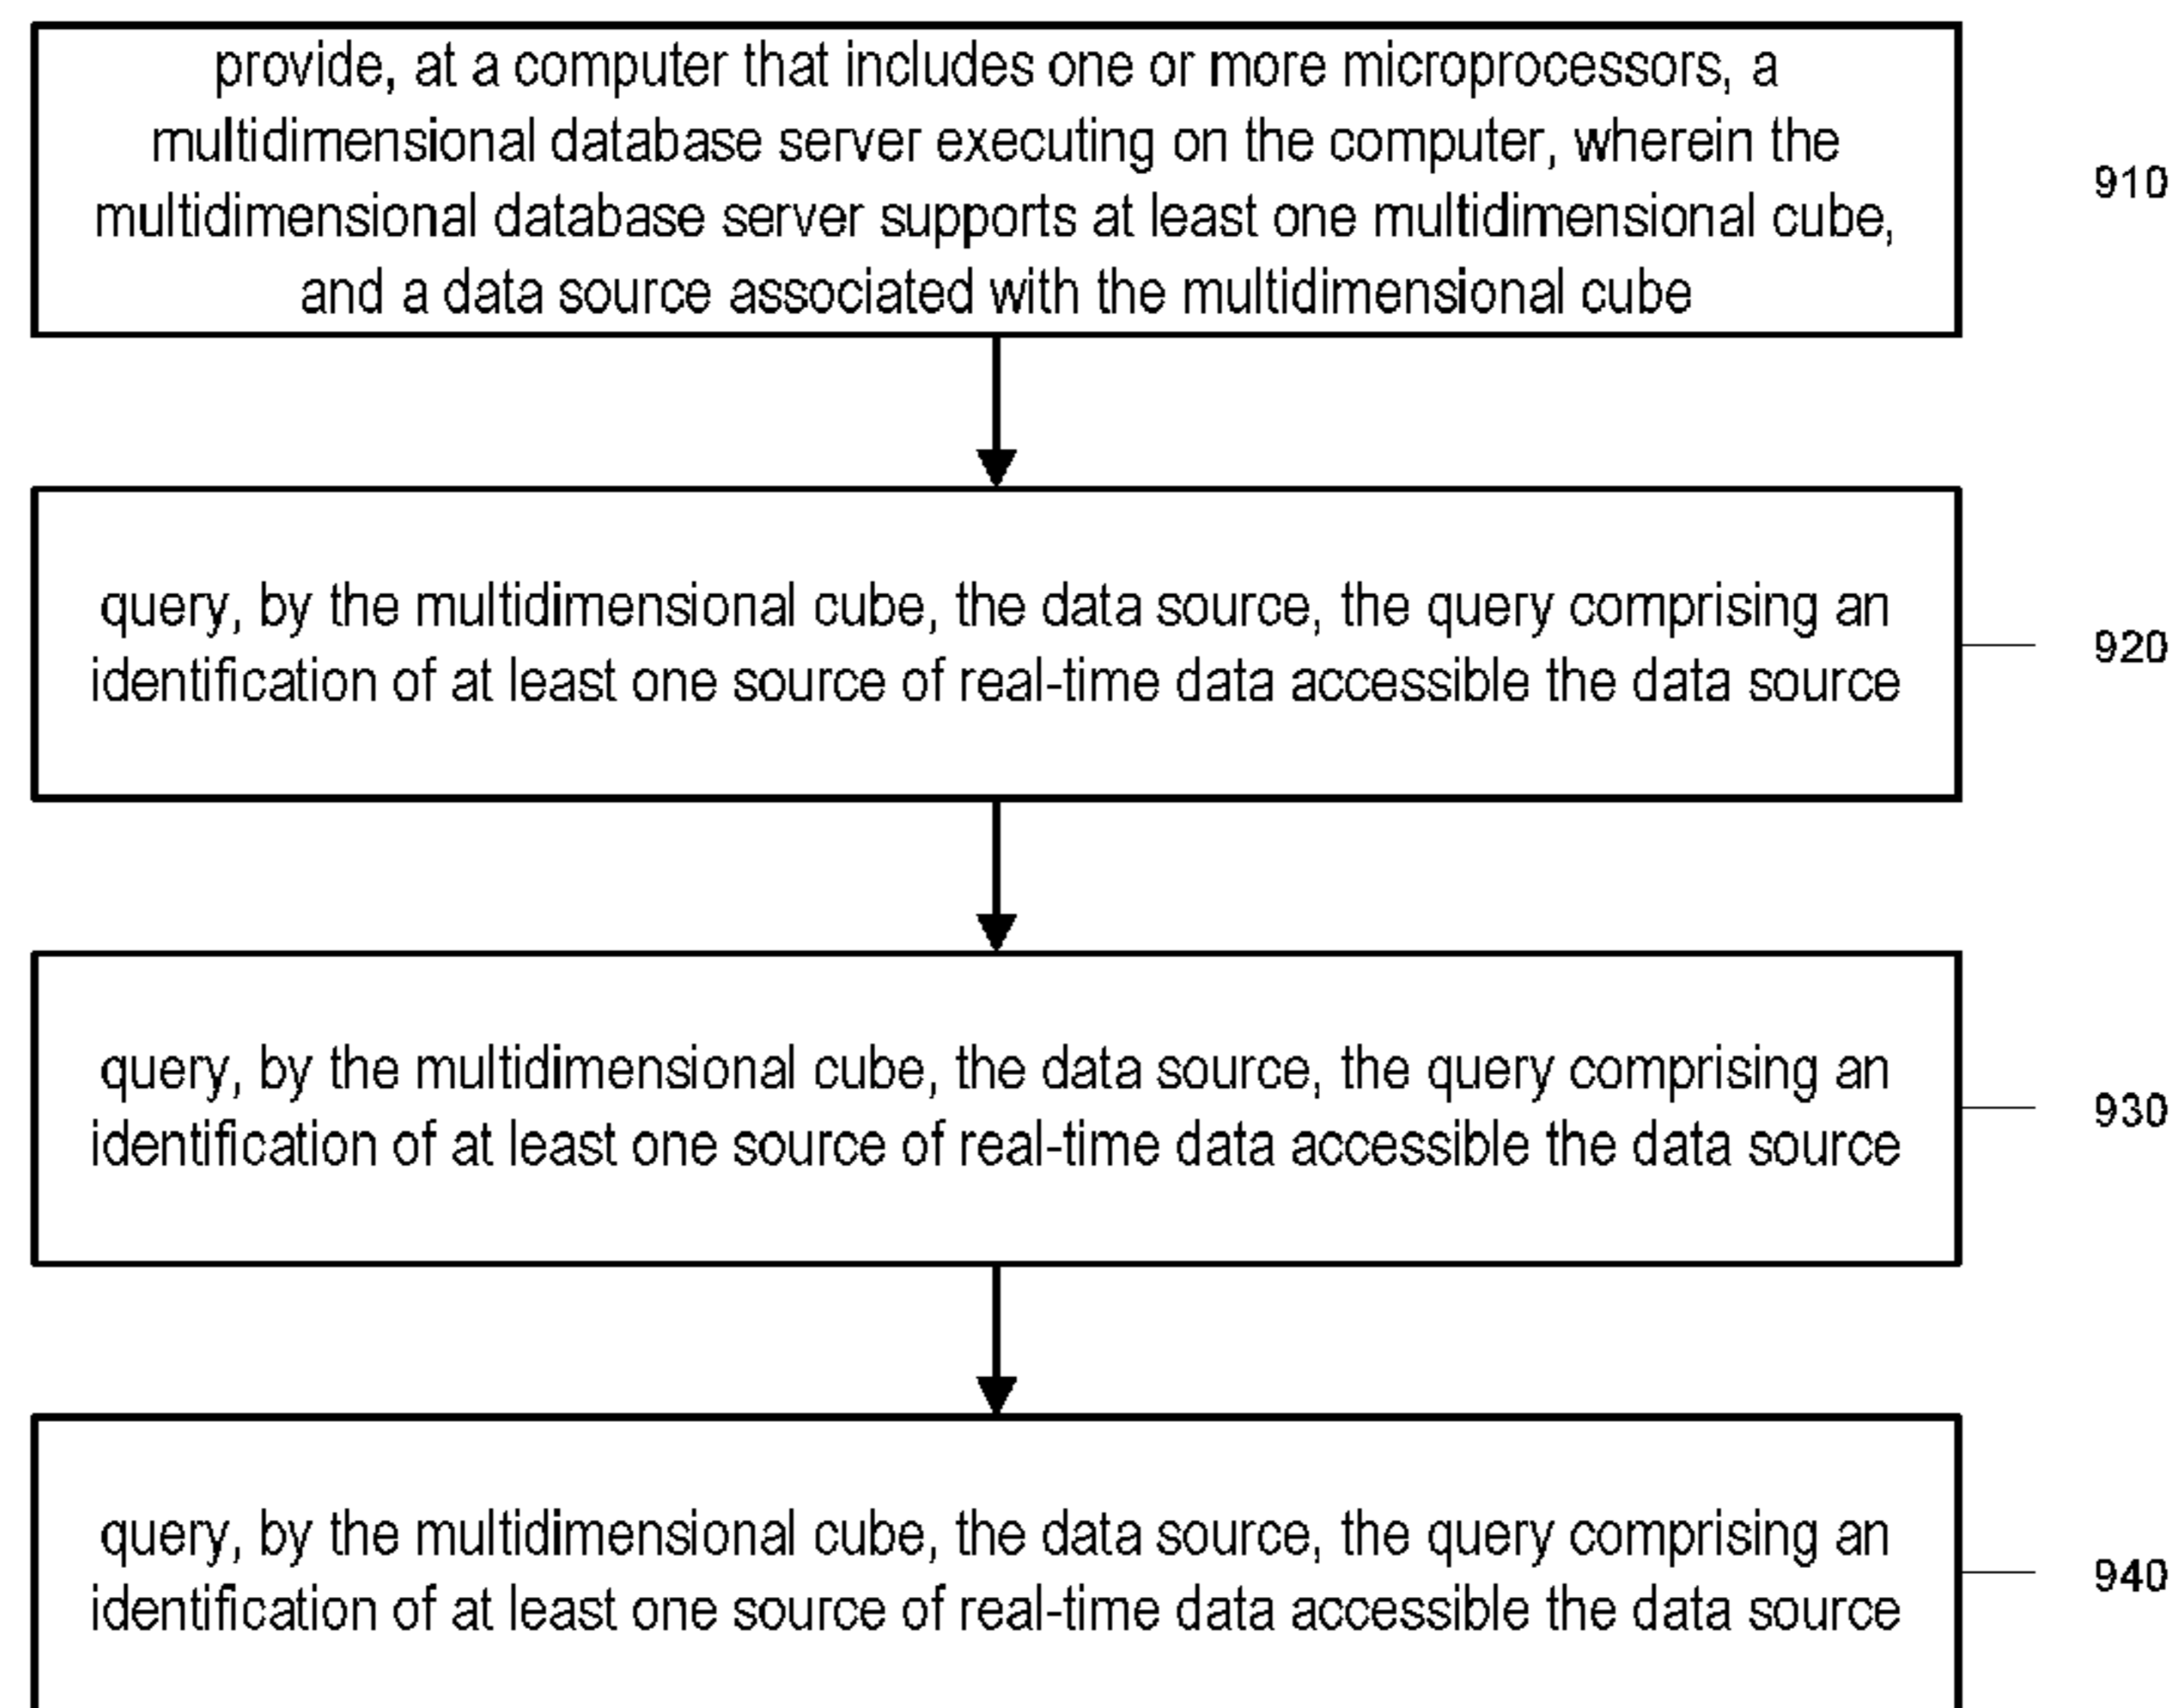 provide, at a computer that includes one or more microprocessors, a
multidimensional database server executing on the computer, wherein the
multidimensional database server supports at least one multidimensional cube,
and a data source associated with the multidimensional cube
910
query, by the multidimensional cube, the data source, the query comprising an
identification of at least one source of real-time data accessible the data source
920
query, by the multidimensional cube, the data source, the query comprising an
identification of at least one source of real-time data accessible the data source
930
query, by the multidimensional cube, the data source, the query comprising an
identification of at least one source of real-time data accessible the data source
940